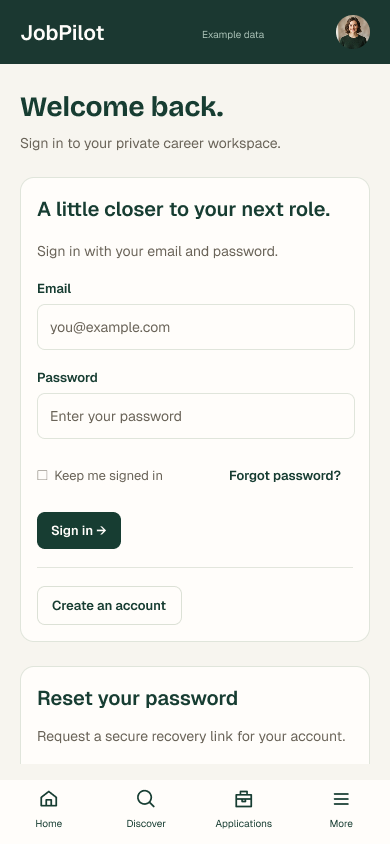 JobPilot
Example data
Welcome back.
Sign in to your private career workspace.
A little closer to your next role.
Sign in with your email and password.
Email
you@example.com
Password
Enter your password
Keep me signed in
Forgot password?
Sign in →
Create an account
Reset your password
Request a secure recovery link for your account.
Home
Discover
Applications
More